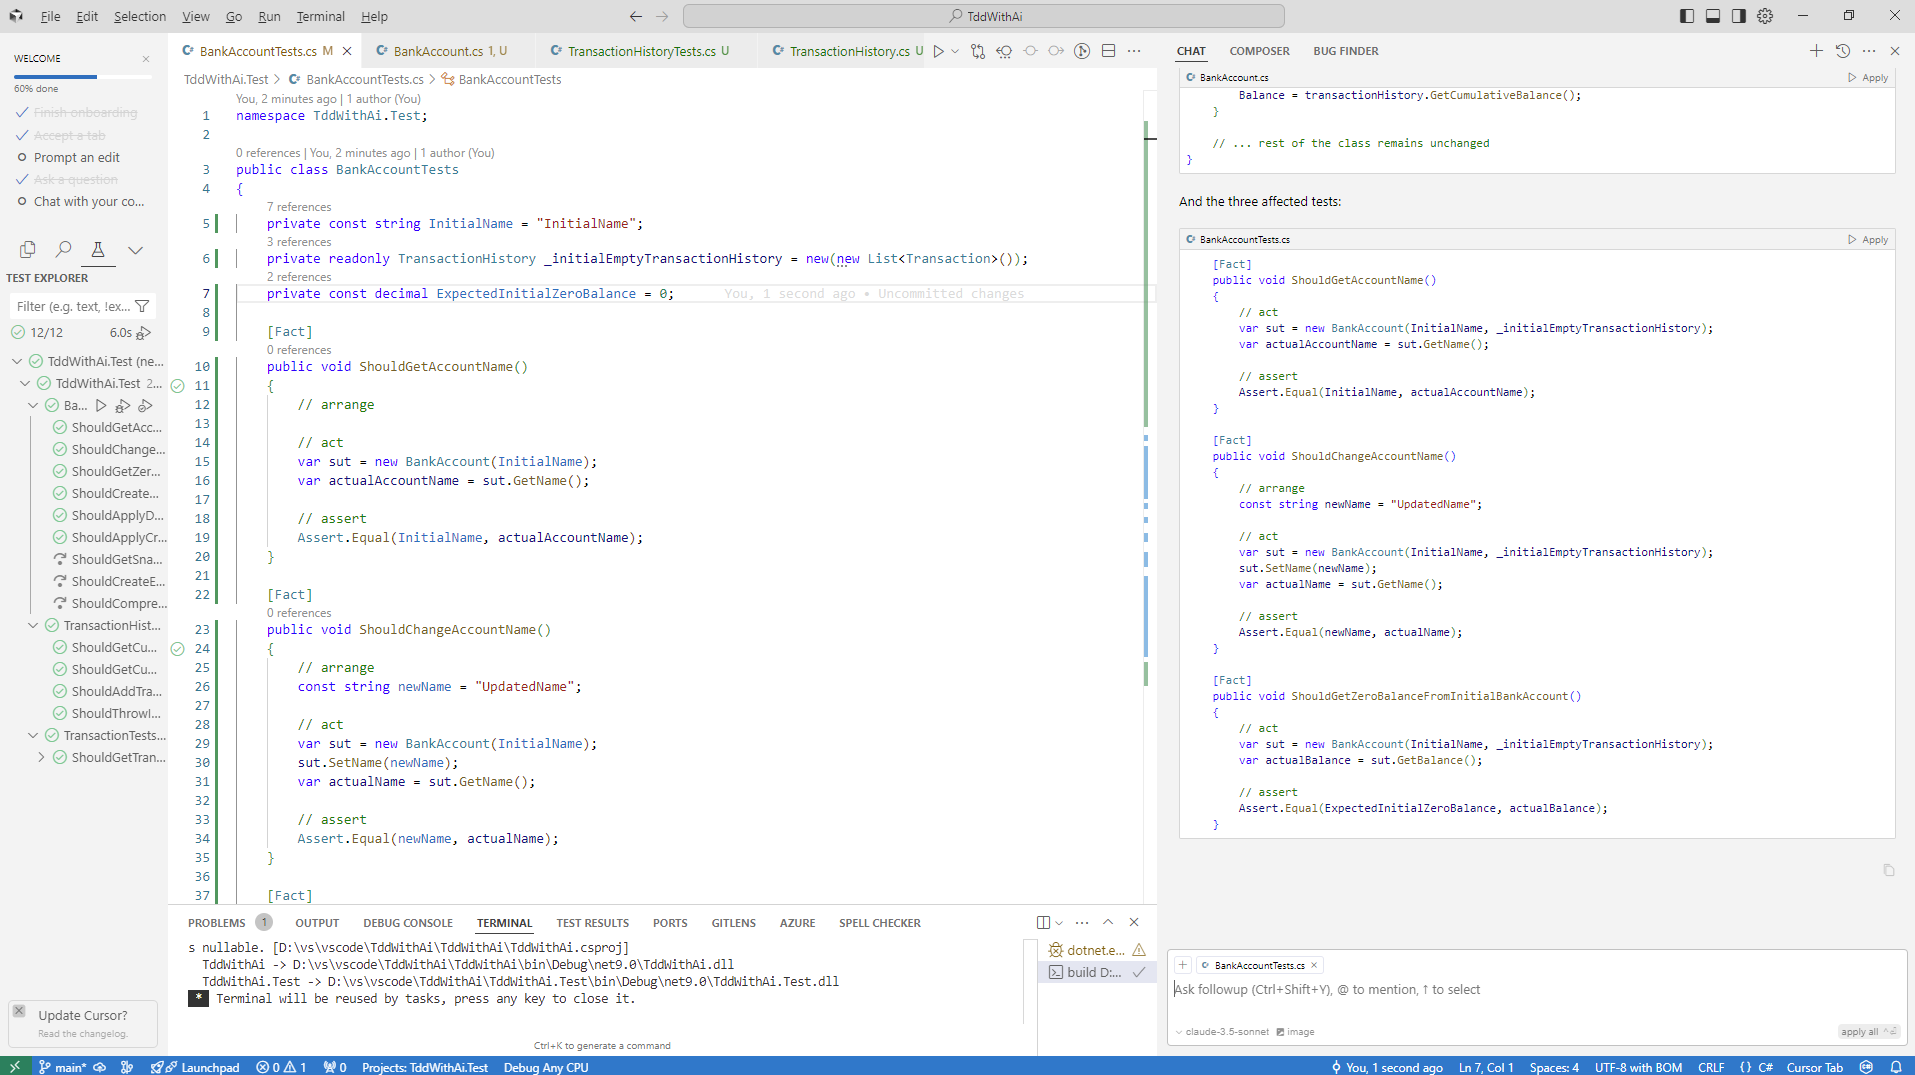 File Edit Selection View Go Run Terminal Help
TddWithAi
WELCOME
60% done
Finish onboarding
Accept a tab
Prompt an edit
Ask a question
Chat with your co...
TEST EXPLORER
Filter (e.g. text, !ex...
12/12 6.0s
TddWithAi.Test (ne...
TddWithAi.Test 2...
Ba...
ShouldGetAcc...
ShouldChange...
ShouldGetZer...
ShouldCreate...
ShouldApplyD...
ShouldApplyCr...
ShouldGetSna...
ShouldCreateE...
ShouldCompre...
TransactionHist...
ShouldGetCu...
ShouldGetCu...
ShouldAddTra...
ShouldThrowI...
TransactionTests...
ShouldGetTran...
Update Cursor?
Read the changelog.
BankAccountTests.cs M
BankAccount.cs 1, U
TransactionHistoryTests.cs U
TransactionHistory.cs U
TddWithAi.Test > BankAccountTests.cs > BankAccountTests
You, 2 minutes ago | 1 author (You)
1 namespace TddWithAi.Test;
2
0 references | You, 2 minutes ago | 1 author (You)
3 public class BankAccountTests
4 {
7 references
5 private const string InitialName = "InitialName";
3 references
6 private readonly TransactionHistory _initialEmptyTransactionHistory = new(new List<Transaction>());
2 references
7 private const decimal ExpectedInitialZeroBalance = 0; You, 1 second ago • Uncommitted changes
8
9 [Fact]
0 references
10 public void ShouldGetAccountName()
11 {
12 // arrange
13
14 // act
15 var sut = new BankAccount(InitialName);
16 var actualAccountName = sut.GetName();
17
18 // assert
19 Assert.Equal(InitialName, actualAccountName);
20 }
21
22 [Fact]
0 references
23 public void ShouldChangeAccountName()
24 {
25 // arrange
26 const string newName = "UpdatedName";
27
28 // act
29 var sut = new BankAccount(InitialName);
30 sut.SetName(newName);
31 var actualName = sut.GetName();
32
33 // assert
34 Assert.Equal(newName, actualName);
35 }
36
37 [Fact]
PROBLEMS 1 OUTPUT DEBUG CONSOLE TERMINAL TEST RESULTS PORTS GITLENS AZURE SPELL CHECKER
s nullable. [D:\vs\vscode\TddWithAi\TddWithAi\TddWithAi.csproj]
TddWithAi -> D:\vs\vscode\TddWithAi\TddWithAi\bin\Debug\net9.0\TddWithAi.dll
TddWithAi.Test -> D:\vs\vscode\TddWithAi\TddWithAi.Test\bin\Debug\net9.0\TddWithAi.Test.dll
* Terminal will be reused by tasks, press any key to close it.
Ctrl+K to generate a command
dotnet.e...
build D:...
CHAT COMPOSER BUG FINDER
BankAccount.cs Apply
Balance = transactionHistory.GetCumulativeBalance();
}
// ... rest of the class remains unchanged
}
And the three affected tests:
BankAccountTests.cs Apply
[Fact]
public void ShouldGetAccountName()
{
// act
var sut = new BankAccount(InitialName, _initialEmptyTransactionHistory);
var actualAccountName = sut.GetName();
// assert
Assert.Equal(InitialName, actualAccountName);
}
[Fact]
public void ShouldChangeAccountName()
{
// arrange
const string newName = "UpdatedName";
// act
var sut = new BankAccount(InitialName, _initialEmptyTransactionHistory);
sut.SetName(newName);
var actualName = sut.GetName();
// assert
Assert.Equal(newName, actualName);
}
[Fact]
public void ShouldGetZeroBalanceFromInitialBankAccount()
{
// act
var sut = new BankAccount(InitialName, _initialEmptyTransactionHistory);
var actualBalance = sut.GetBalance();
// assert
Assert.Equal(ExpectedInitialZeroBalance, actualBalance);
}
+ BankAccountTests.cs ×
Ask followup (Ctrl+Shift+Y), @ to mention, ↑ to select
claude-3.5-sonnet image apply all
main* Launchpad 0 1 0 Projects: TddWithAi.Test Debug Any CPU You, 1 second ago Ln 7, Col 1 Spaces: 4 UTF-8 with BOM CRLF {} C# Cursor Tab